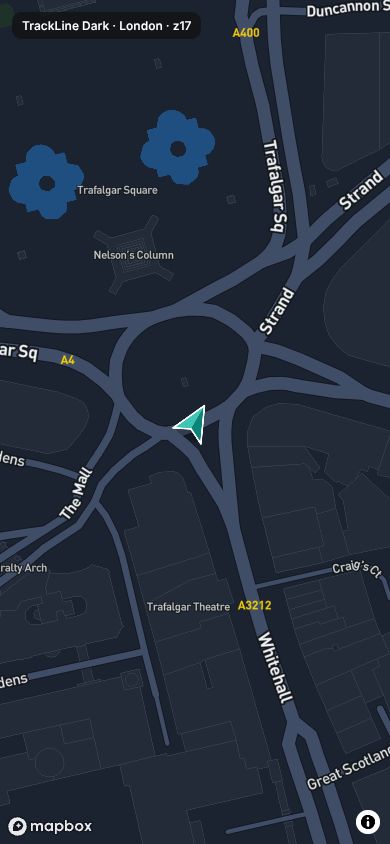 TrackLine Dark · London · z17
Duncannon S
A400
Trafalgar Sq
Strand
Trafalgar Square
Nelson's Column
Strand
ar Sq
A4
dens
The Mall
ralty Arch
Craig's Ct
Trafalgar Theatre
A3212
Whitehall
dens
Great Scotlan
mapbox